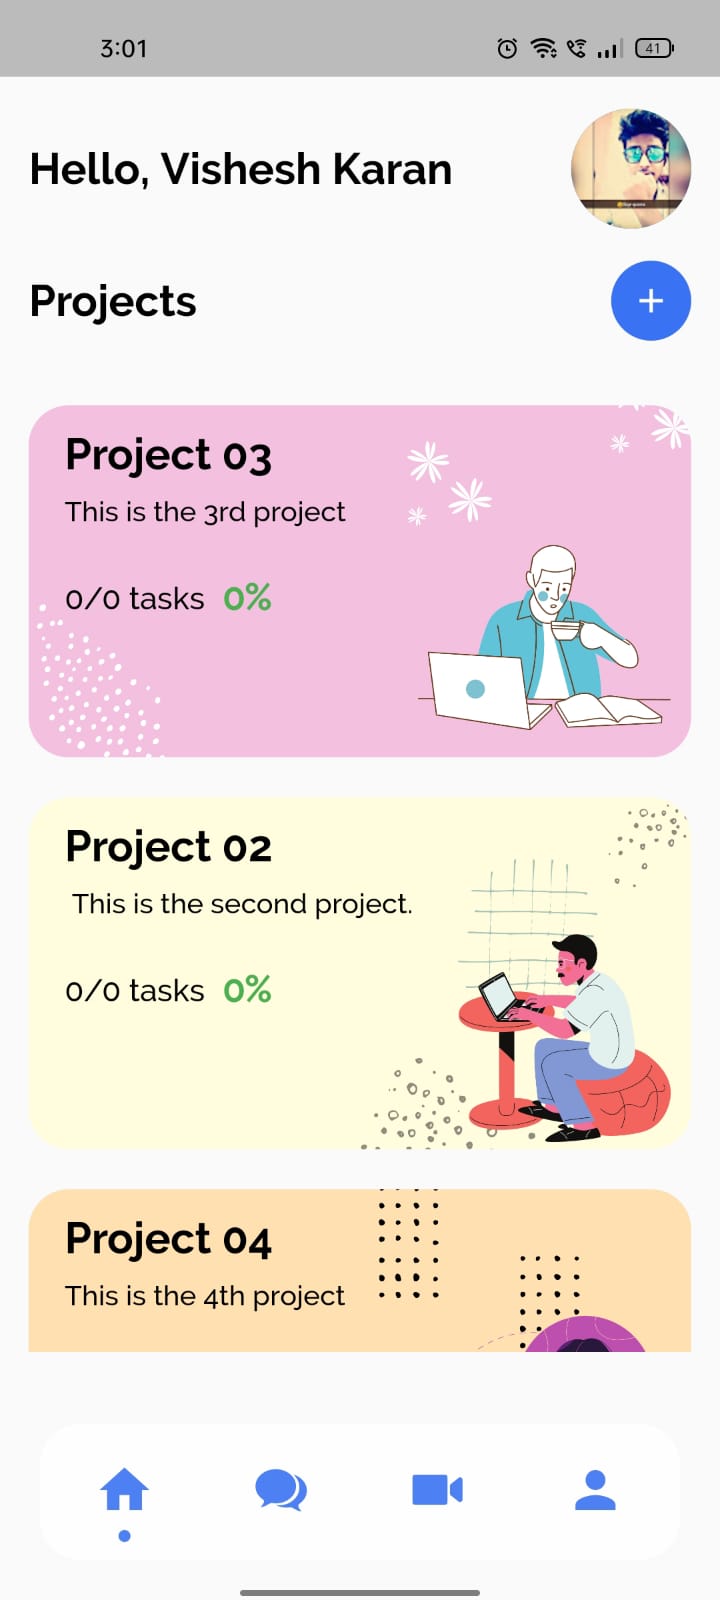 3:01
41
Hello, Vishesh Karan
Projects
+
Project 03
This is the 3rd project
0/0 tasks 0%
Project 02
This is the second project.
0/0 tasks 0%
Project 04
This is the 4th project